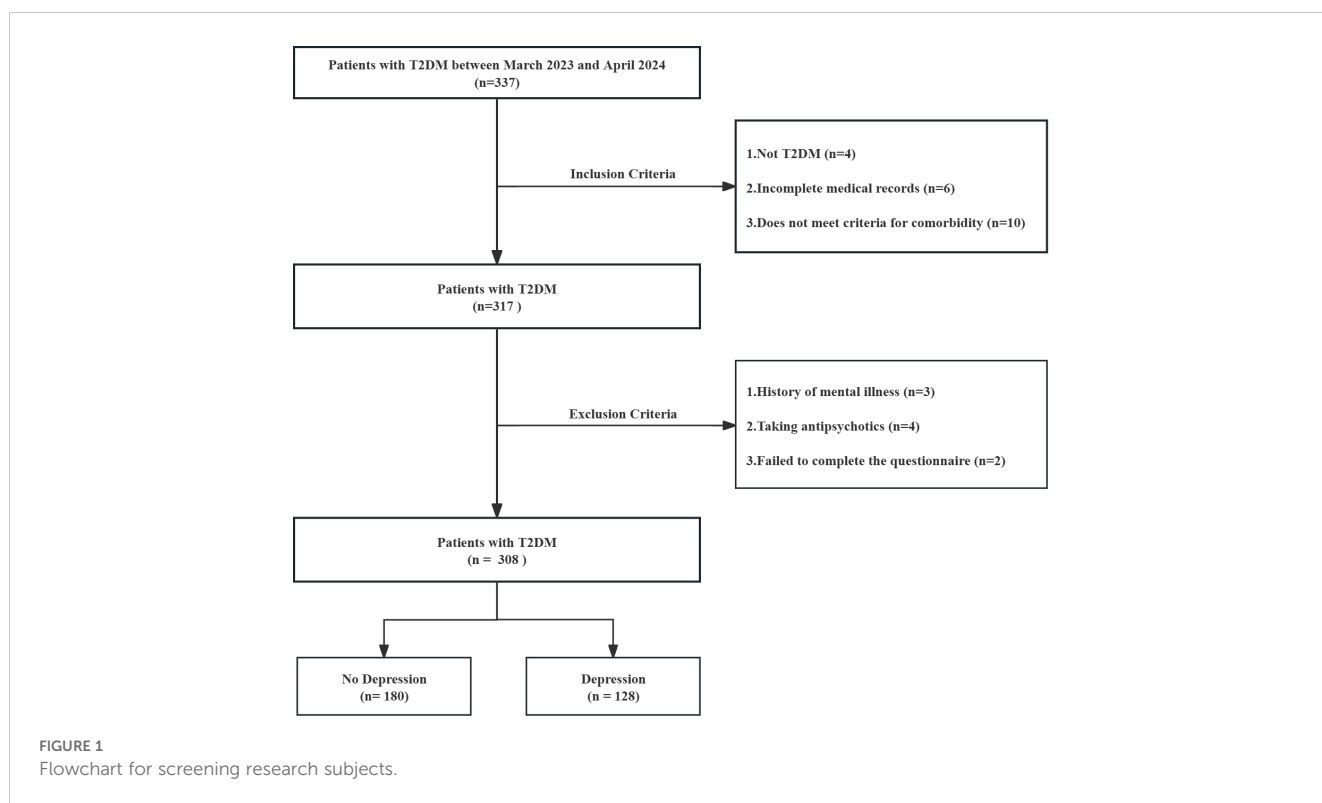 Patients with T2DM between March 2023 and April 2024
(n=337)
Inclusion Criteria
1.Not T2DM (n=4)
2.Incomplete medical records (n=6)
3.Does not meet criteria for comorbidity (n=10)
Patients with T2DM
(n=317 )
Exclusion Criteria
1.History of mental illness (n=3)
2.Taking antipsychotics (n=4)
3.Failed to complete the questionnaire (n=2)
Patients with T2DM
(n = 308 )
No Depression
(n= 180)
Depression
(n = 128)
FIGURE 1
Flowchart for screening research subjects.